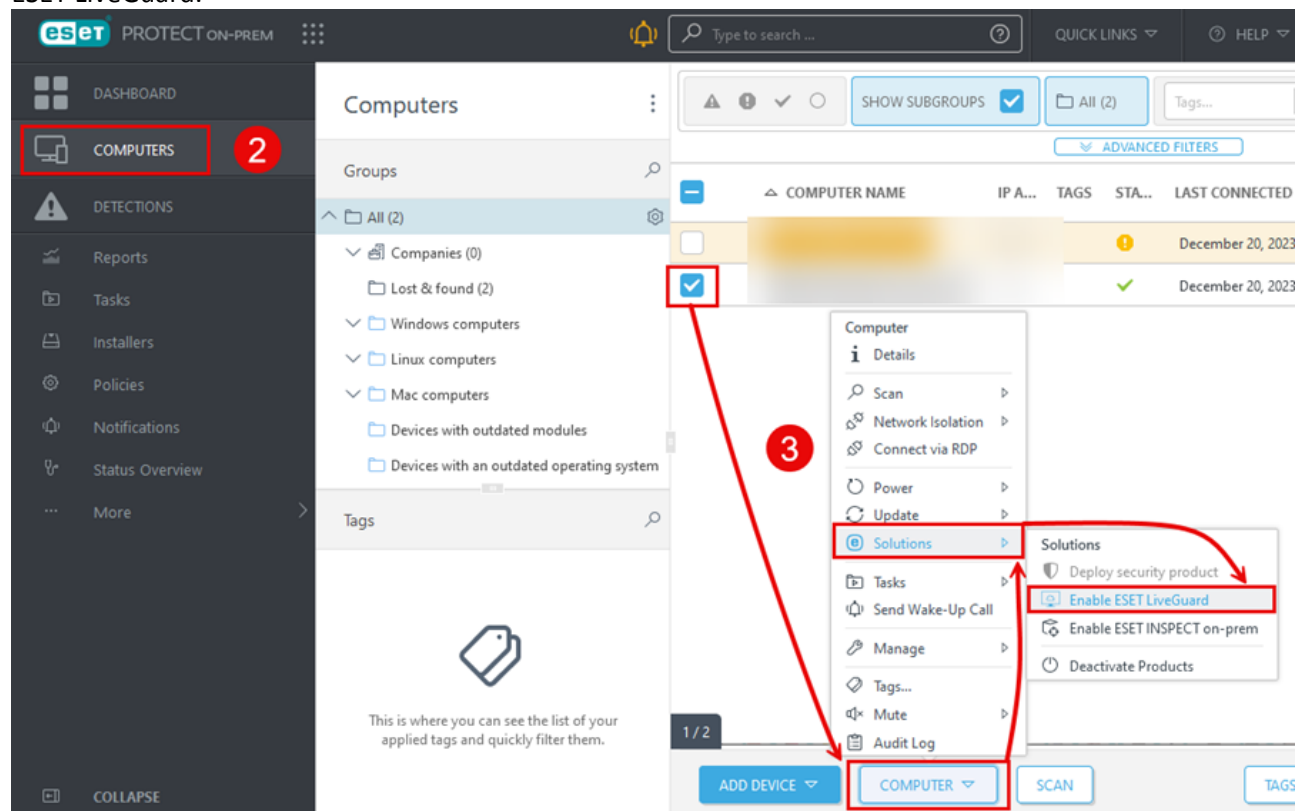 ESET LiveGuard.
eset PROTECT ON-PREM
Type to search ...
QUICK LINKS
HELP
DASHBOARD
COMPUTERS
2
DETECTIONS
Reports
Tasks
Installers
Policies
Notifications
Status Overview
More
COLLAPSE
Computers
Groups
All (2)
Companies (0)
Lost & found (2)
Windows computers
Linux computers
Mac computers
Devices with outdated modules
Devices with an outdated operating system
Tags
This is where you can see the list of your
applied tags and quickly filter them.
SHOW SUBGROUPS
All (2)
Tags...
ADVANCED FILTERS
COMPUTER NAME IP A... TAGS STA... LAST CONNECTED
December 20, 2023
December 20, 2023
3
Computer
Details
Scan
Network Isolation
Connect via RDP
Power
Update
Solutions
Tasks
Send Wake-Up Call
Manage
Tags...
Mute
Audit Log
Solutions
Deploy security product
Enable ESET LiveGuard
Enable ESET INSPECT on-prem
Deactivate Products
1 / 2
ADD DEVICE
COMPUTER
SCAN
TAGS